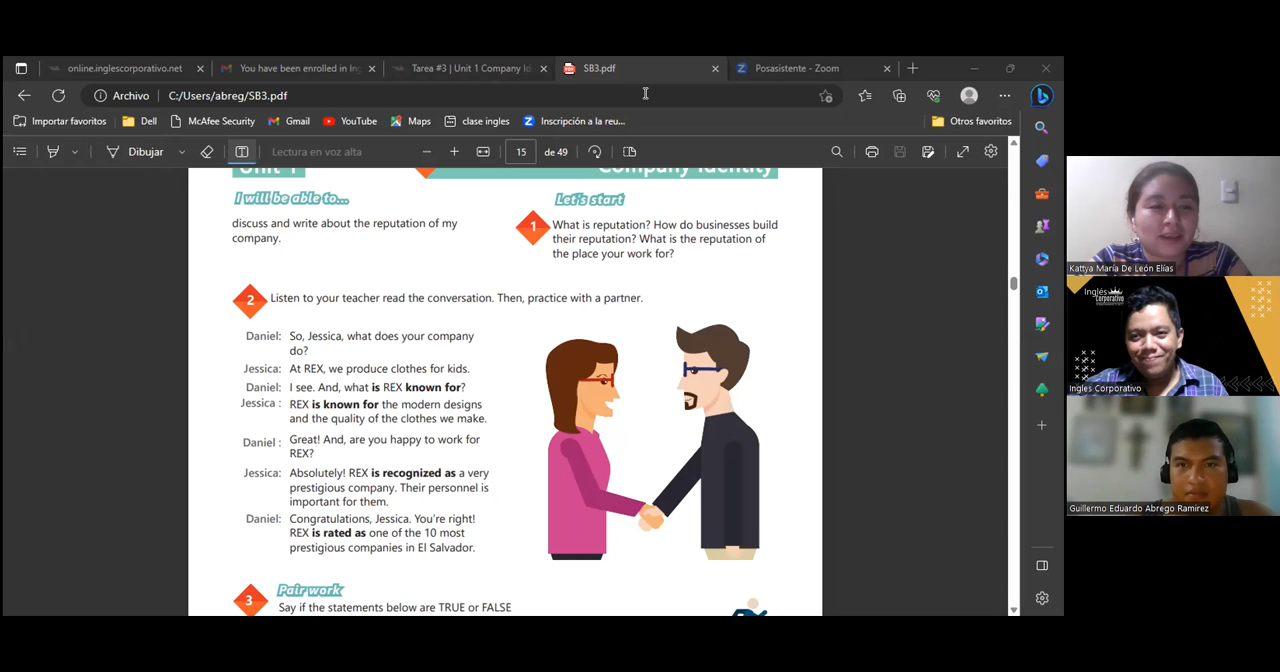 online.inglescorporativo.net
You have been enrolled in In
Tarea #3 | Unit 1 Company Id
SB3.pdf
Posasistente - Zoom
Archivo
C:/Users/abreg/SB3.pdf
Importar favoritos
Dell
McAfee Security
Gmail
YouTube
Maps
clase ingles
Inscripción a la reu...
Otros favoritos
Dibujar
Lectura en voz alta
15
de 49
Unit 1
Company Identity
I will be able to...
discuss and write about the reputation of my
company.
Let's start
1
What is reputation? How do businesses build
their reputation? What is the reputation of
the place your work for?
2
Listen to your teacher read the conversation. Then, practice with a partner.
Daniel: So, Jessica, what does your company
do?
Jessica: At REX, we produce clothes for kids.
Daniel: I see. And, what is REX known for?
Jessica : REX is known for the modern designs
and the quality of the clothes we make.
Daniel : Great! And, are you happy to work for
REX?
Jessica: Absolutely! REX is recognized as a very
prestigious company. Their personnel is
important for them.
Daniel: Congratulations, Jessica. You're right!
REX is rated as one of the 10 most
prestigious companies in El Salvador.
3
Pair work
Say if the statements below are TRUE or FALSE
Kattya María De León Elías
Inglés
Corporativo
Ingles Corporativo
Guillermo Eduardo Abrego Ramirez